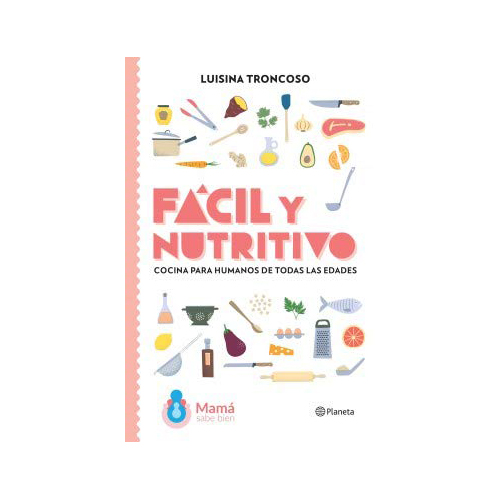 LUISINA TRONCOSO
FÁCIL Y
NUTRITIVO
COCINA PARA HUMANOS DE TODAS LAS EDADES
Mamá
sabe bien
Planeta